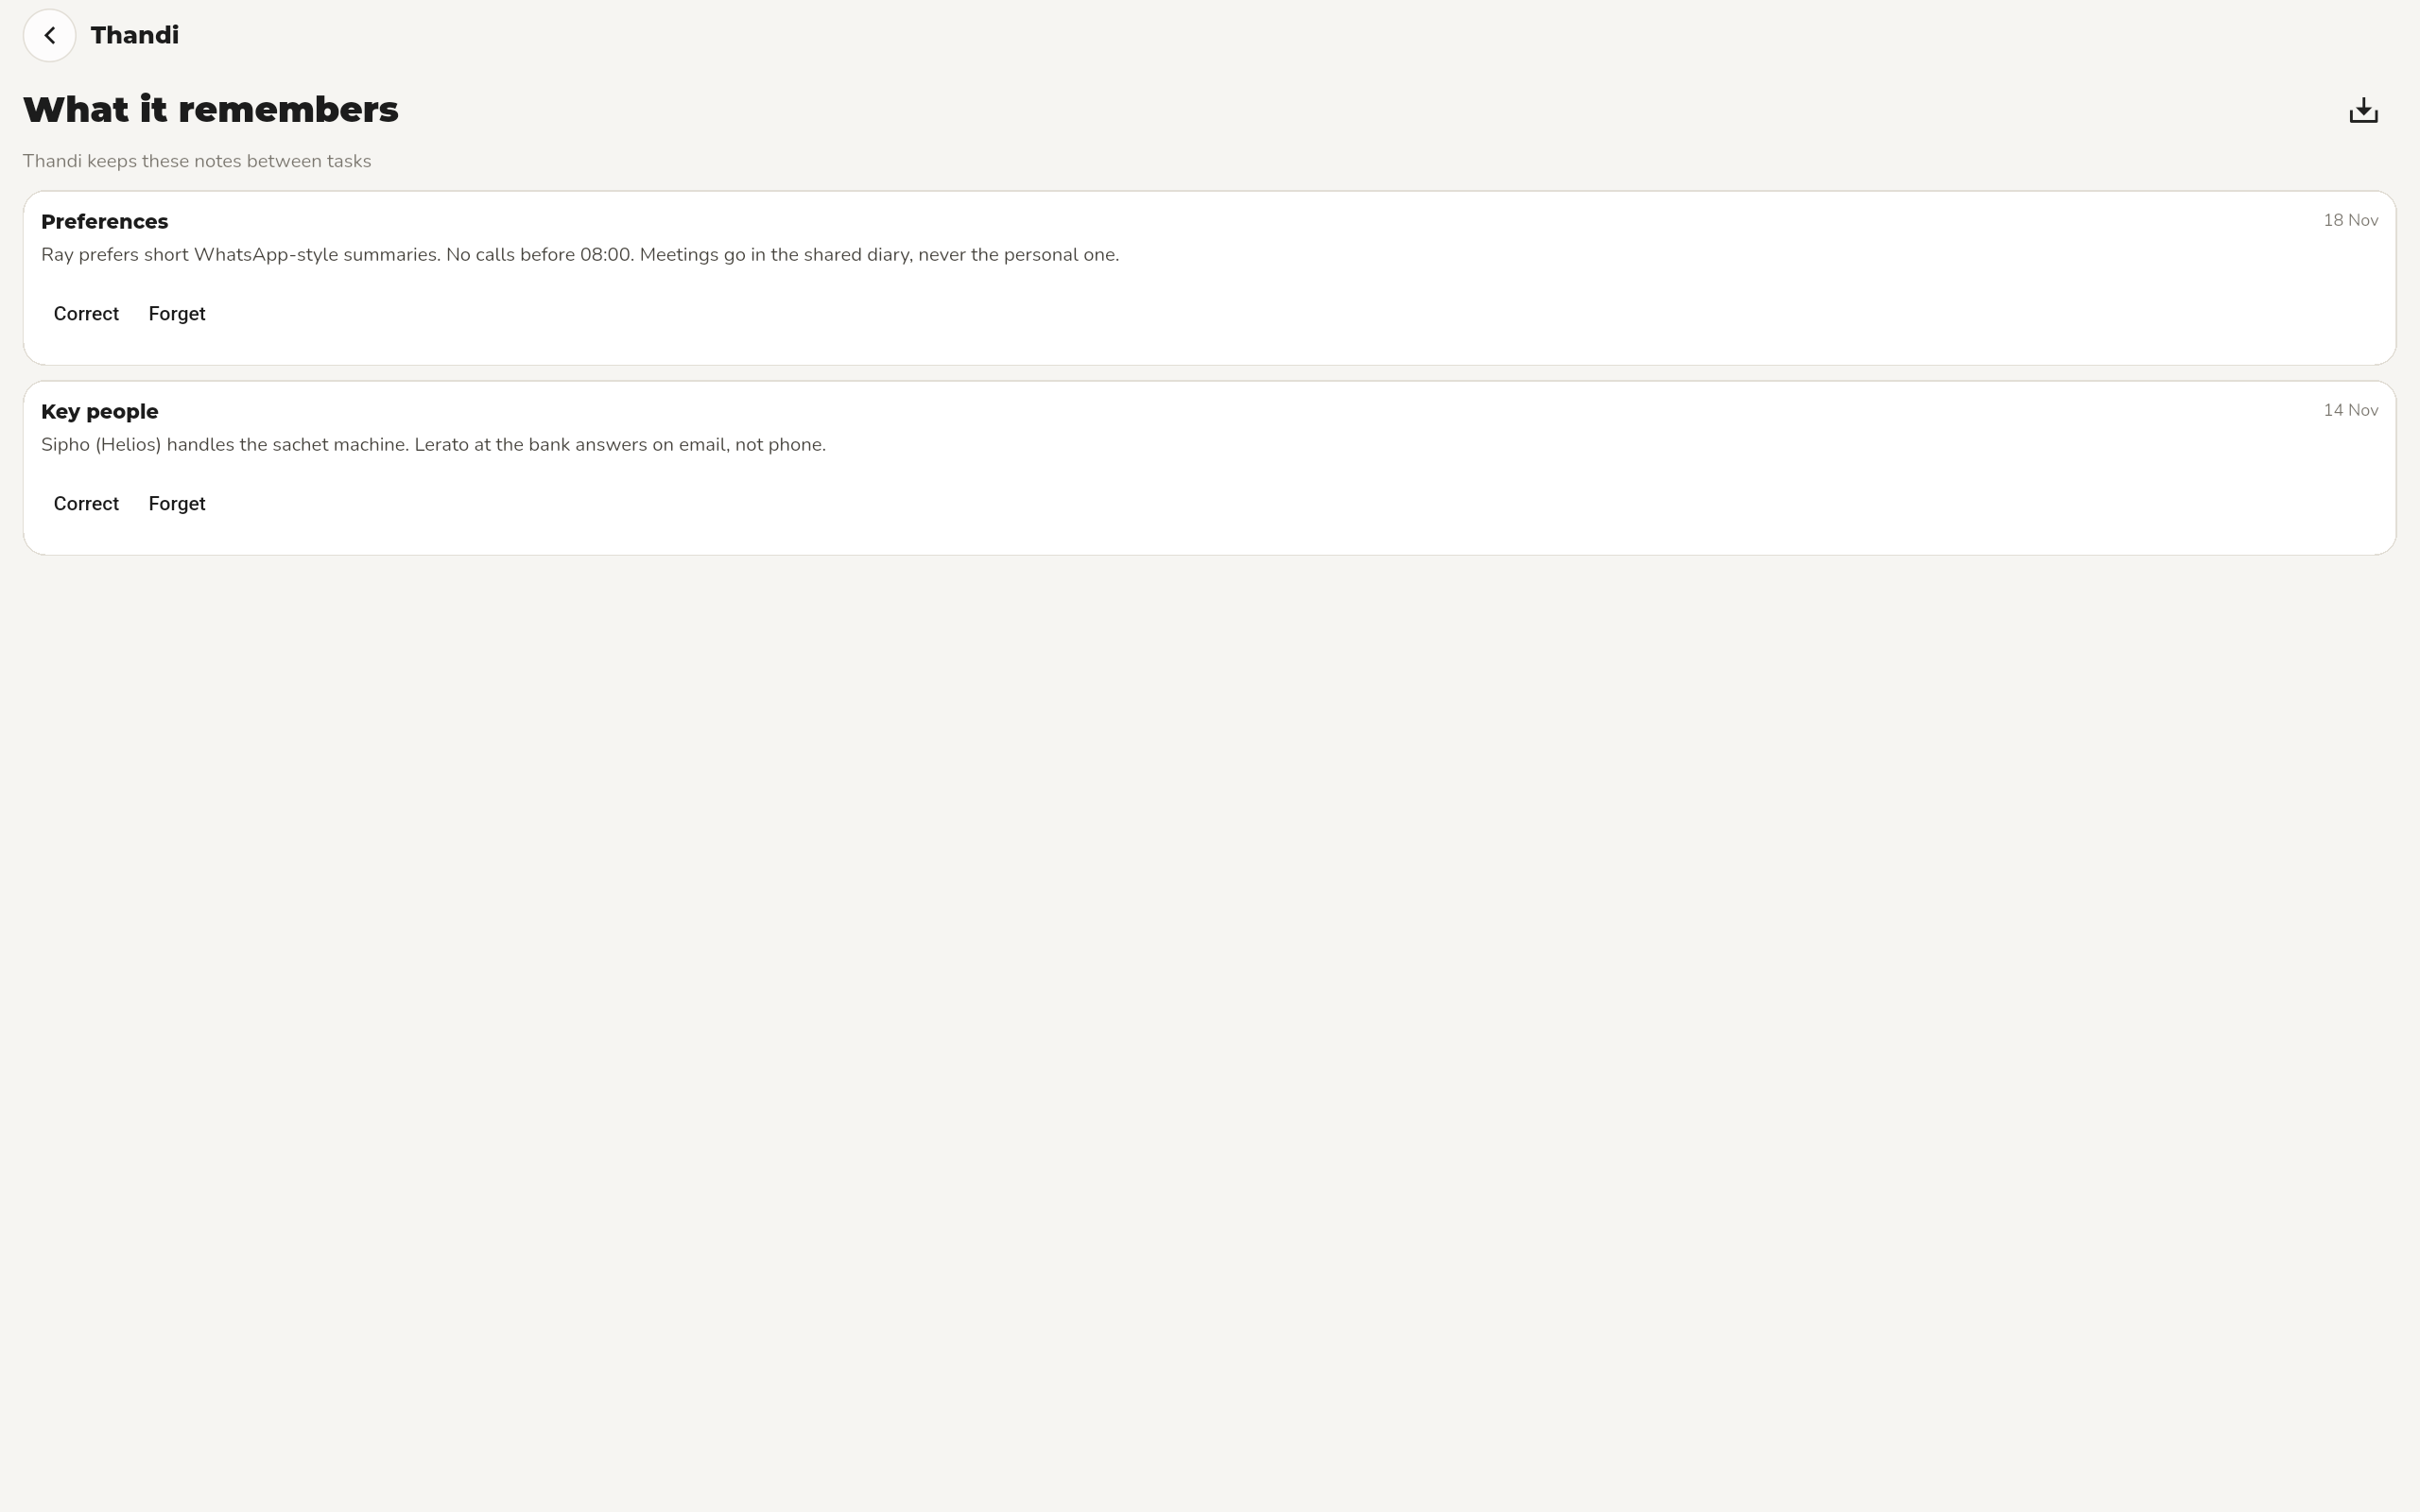 Thandi
What it remembers
Thandi keeps these notes between tasks
Preferences
18 Nov
Ray prefers short WhatsApp-style summaries. No calls before 08:00. Meetings go in the shared diary, never the personal one.
Correct Forget
Key people
14 Nov
Sipho (Helios) handles the sachet machine. Lerato at the bank answers on email, not phone.
Correct Forget